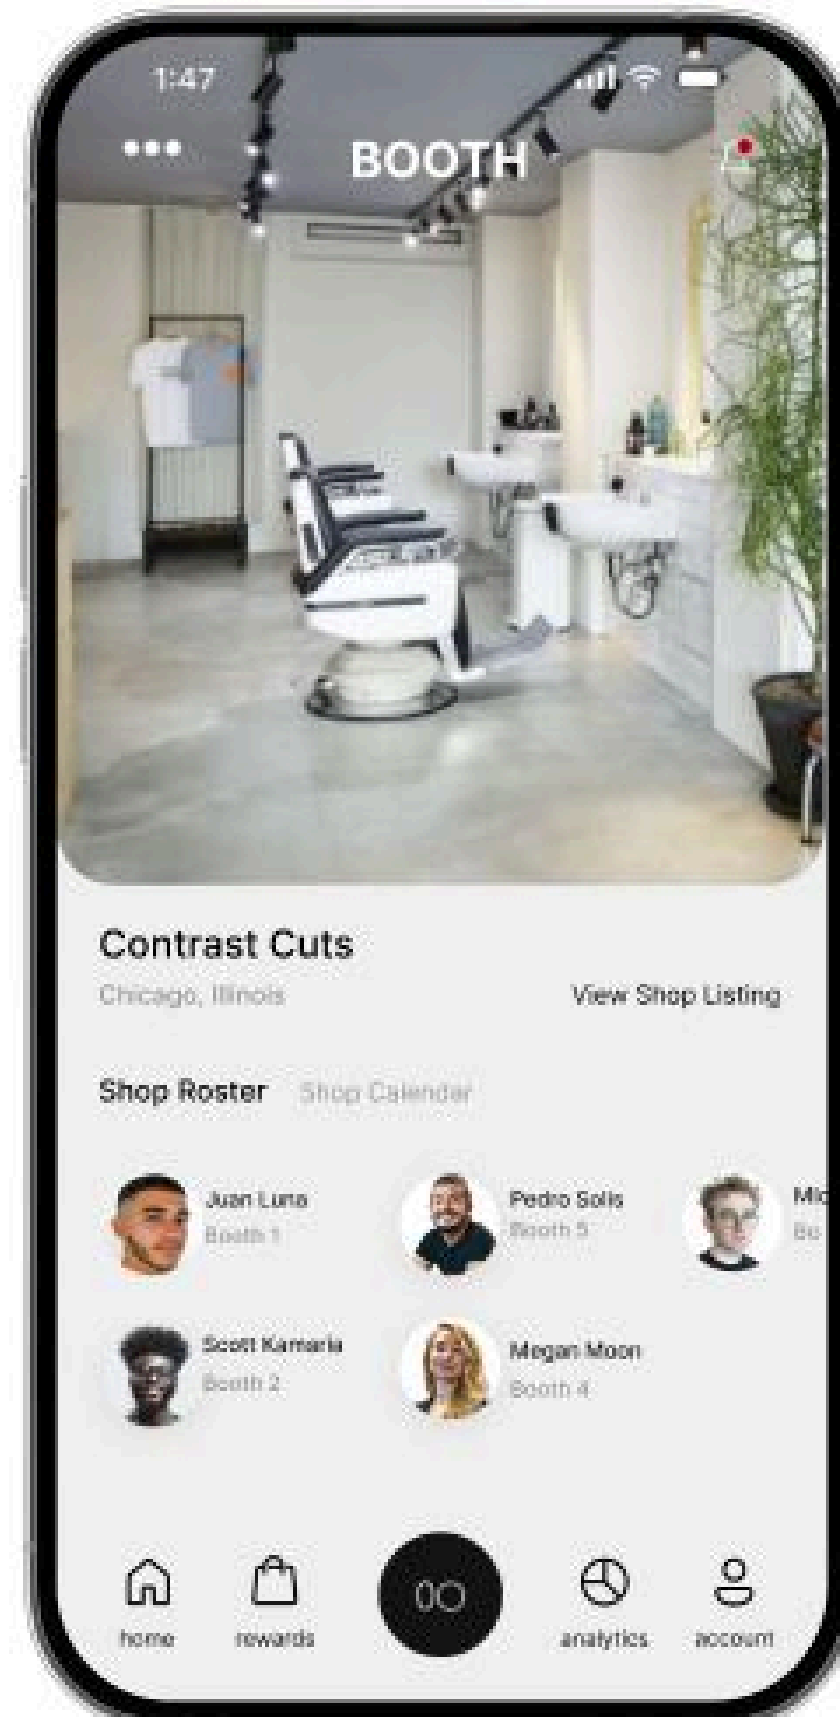 1:47
BOOTH
Contrast Cuts
Chicago, Illinois
View Shop Listing
Shop Roster
Shop Calendar
Juan Luna
Booth 1
Pedro Solis
Booth 5
Scott Kamaria
Booth 2
Megan Moon
Booth 4
home
rewards
analytics
account